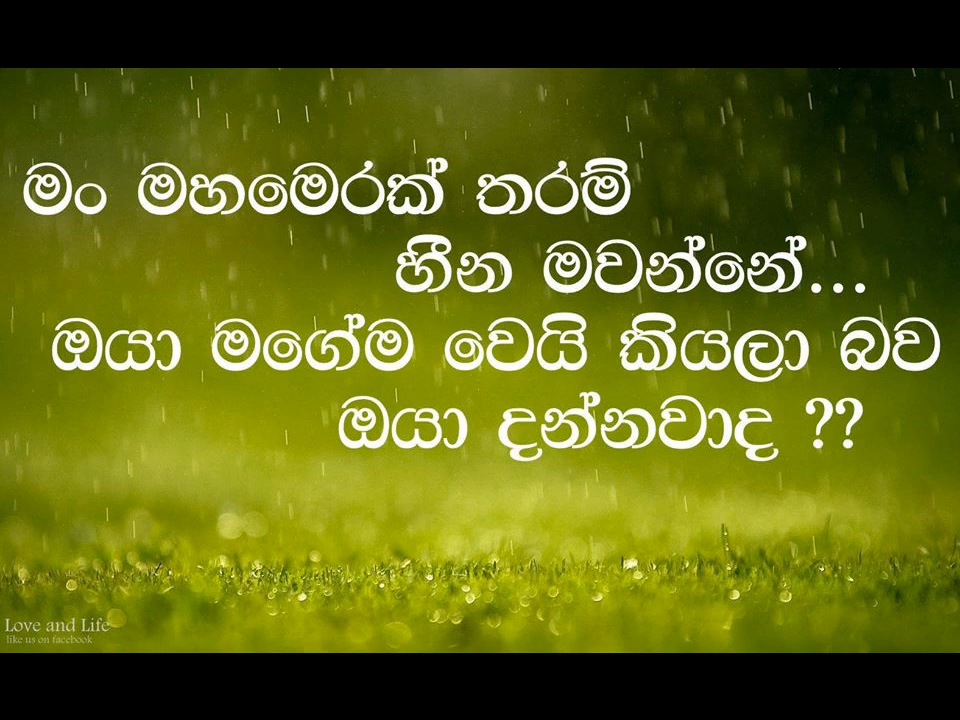 මං මහමෙරක් තරම්
හීන මවන්නේ...
ඔයා මගේම වෙයි කියලා බව
ඔයා දන්නවාද ??
Love and Life
like us on facebook